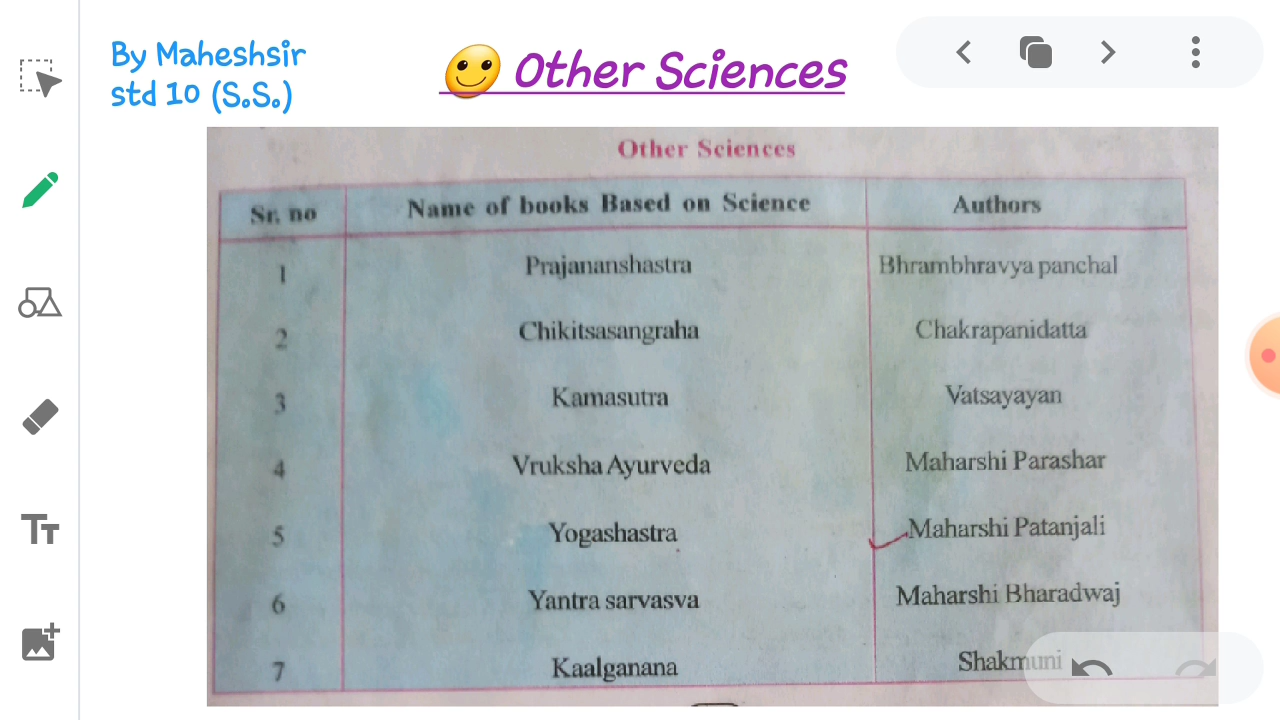 By Maheshsir
std 10 (S.S.)
Other Sciences
Other Sciences
Sr. no Name of books Based on Science Authors
1 Prajananshastra Bhrambhravya panchal
2 Chikitsasangraha Chakrapanidatta
3 Kamasutra Vatsayayan
4 Vruksha Ayurveda Maharshi Parashar
5 Yogashastra Maharshi Patanjali
6 Yantra sarvasva Maharshi Bharadwaj
7 Kaalganana Shakmuni
TT